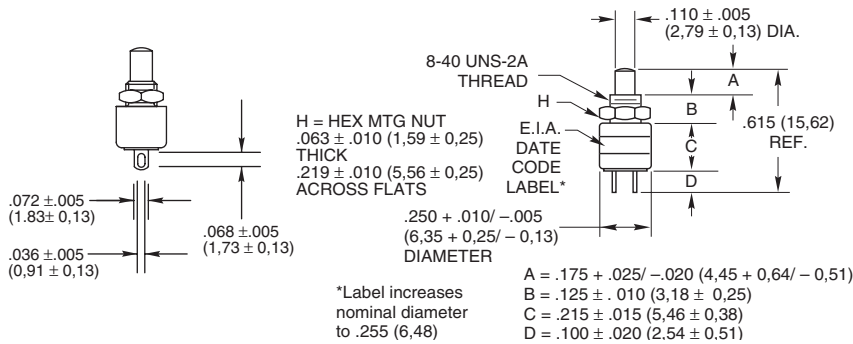 .110 ± .005
(2,79 ± 0,13) DIA.
8-40 UNS-2A
THREAD
A
H
B
H = HEX MTG NUT
.063 ± .010 (1,59 ± 0,25)
THICK
.219 ± .010 (5,56 ± 0,25)
ACROSS FLATS
E.I.A.
DATE
CODE
LABEL*
C
.615 (15,62)
REF.
D
.072 ±.005
(1.83± 0,13)
.068 ±.005
(1,73 ± 0,13)
.036 ±.005
(0,91 ± 0,13)
.250 + .010/ –.005
(6,35 + 0,25/ – 0,13)
DIAMETER
*Label increases
nominal diameter
to .255 (6,48)
A = .175 + .025/ –.020 (4,45 + 0,64/ – 0,51)
B = .125 ± . 010 (3,18 ± 0,25)
C = .215 ± .015 (5,46 ± 0,38)
D = .100 ± .020 (2,54 ± 0,51)